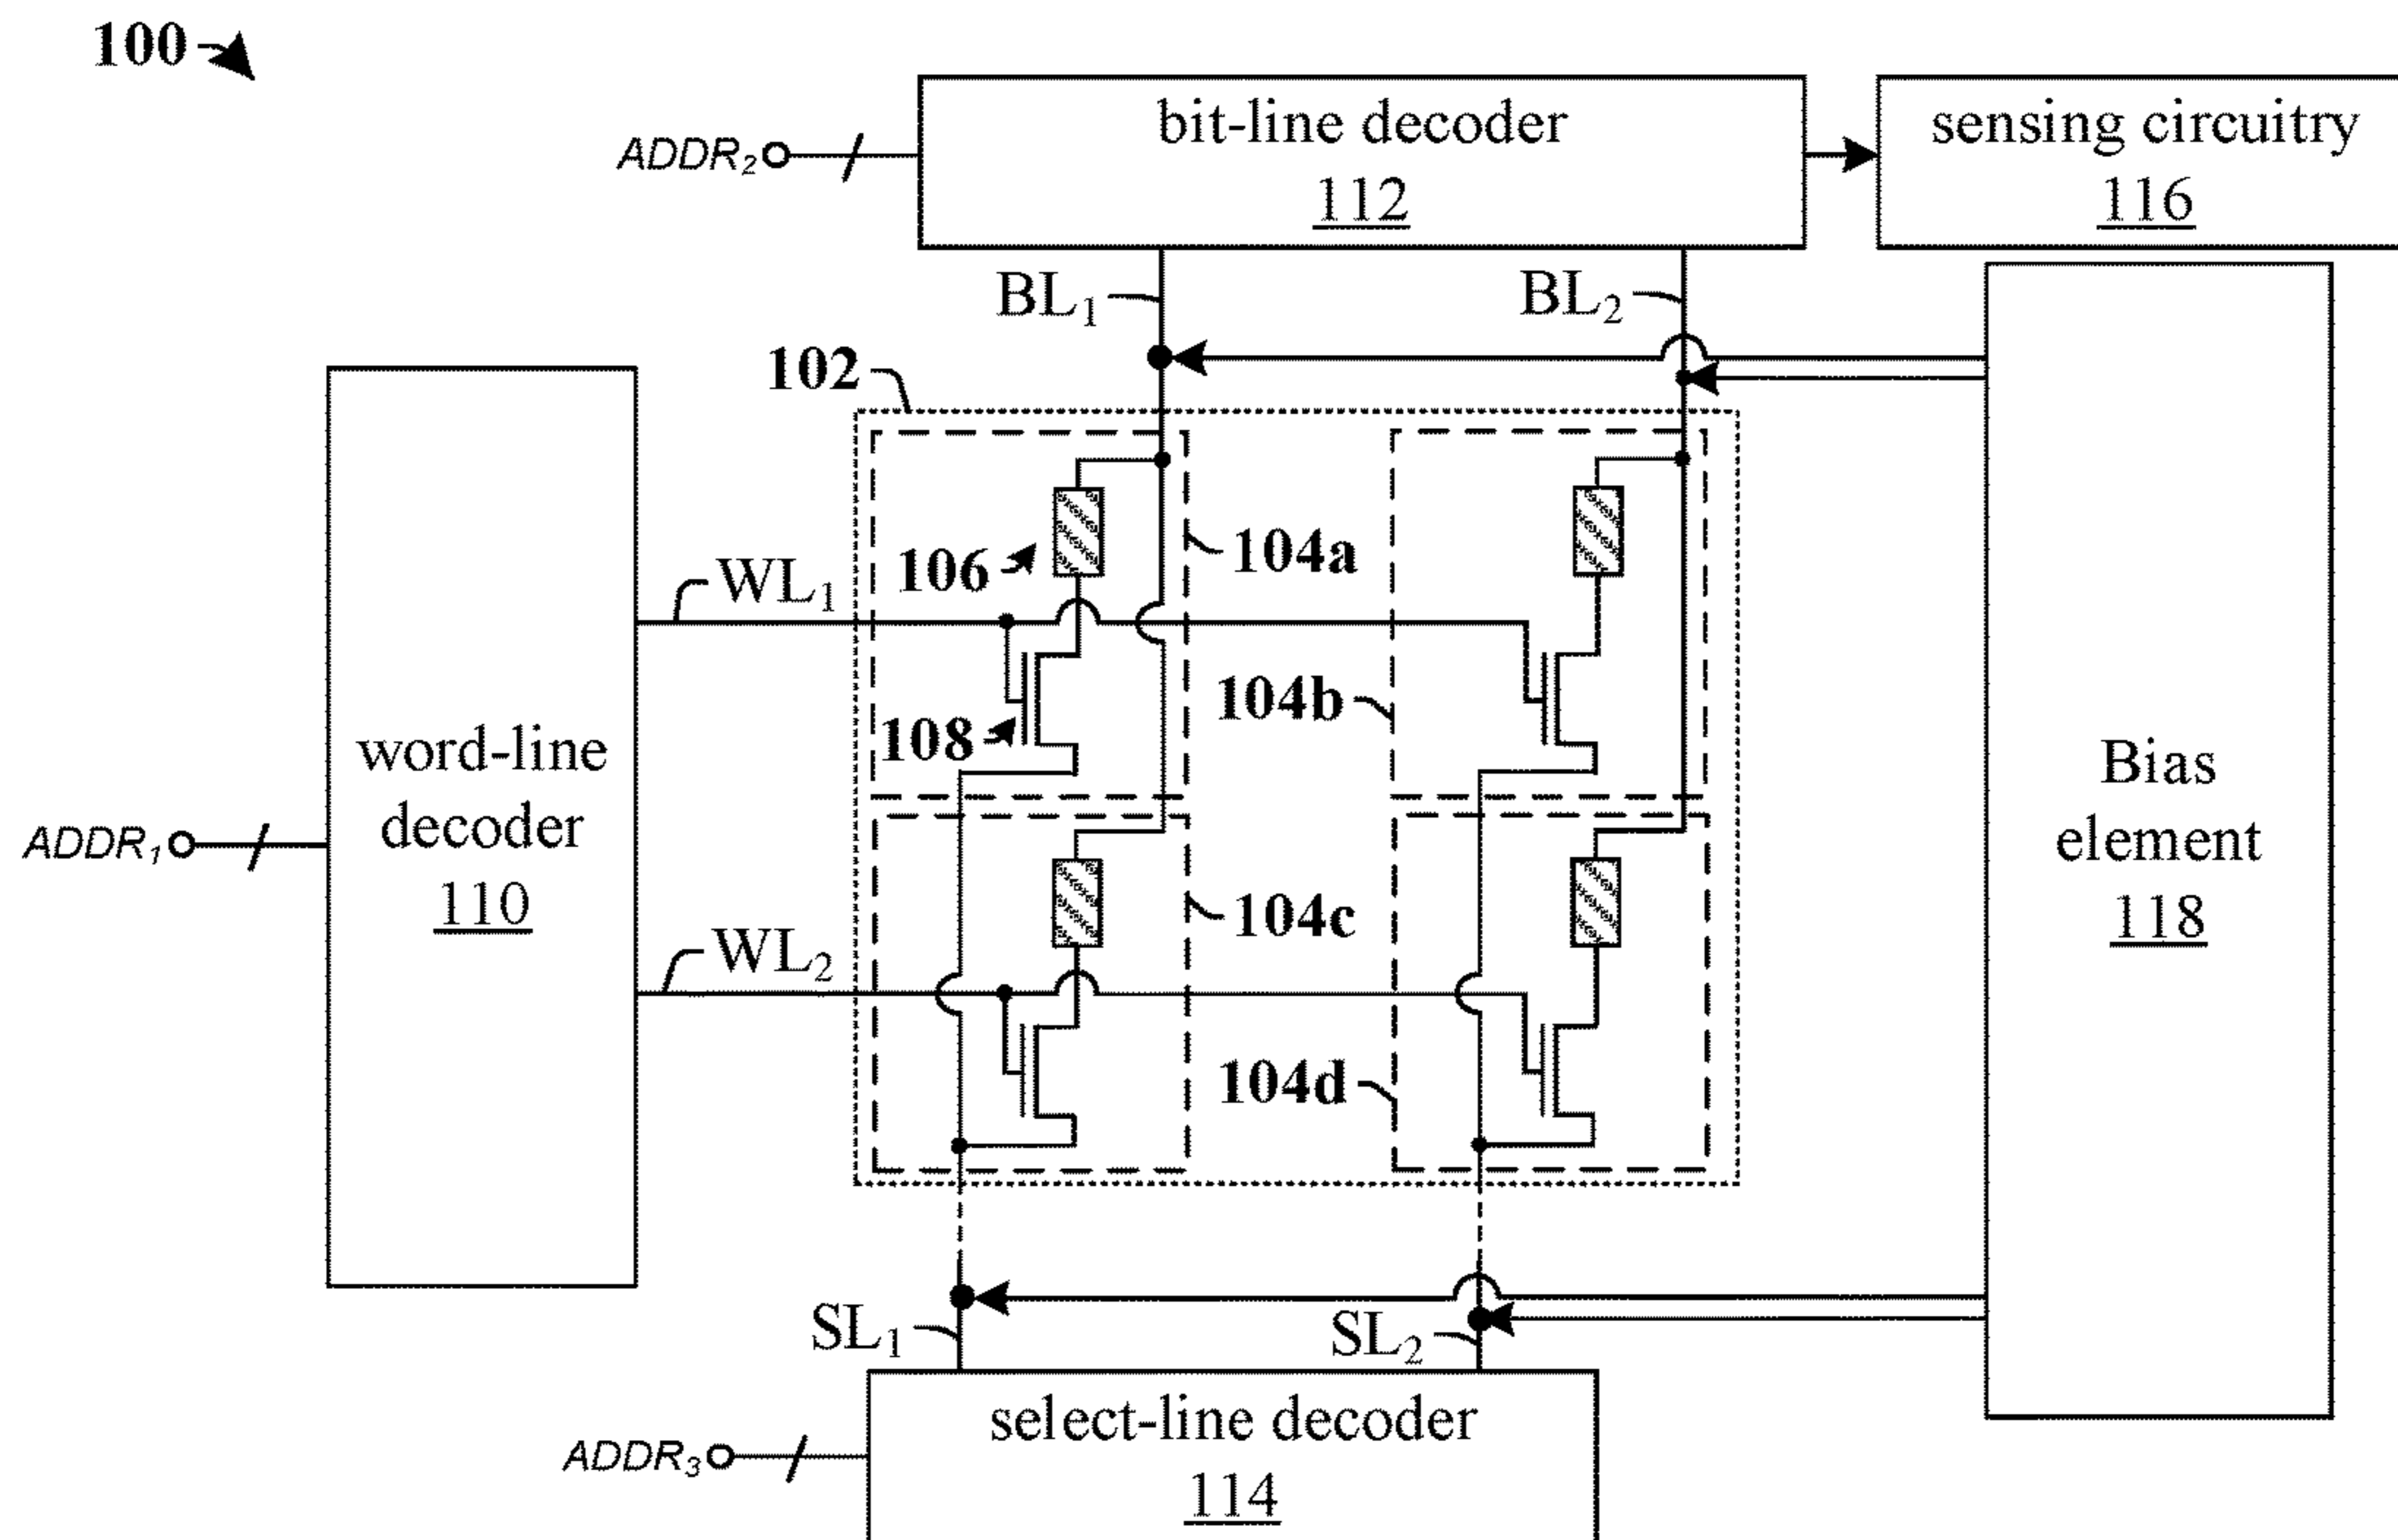 100
bit-line decoder
112
sensing circuitry
116
ADDR2
BL1
BL2
102
106
104a
WL1
108
104b
word-line
decoder
110
ADDR1
Bias
element
118
104c
WL2
104d
SL1
SL2
select-line decoder
114
ADDR3